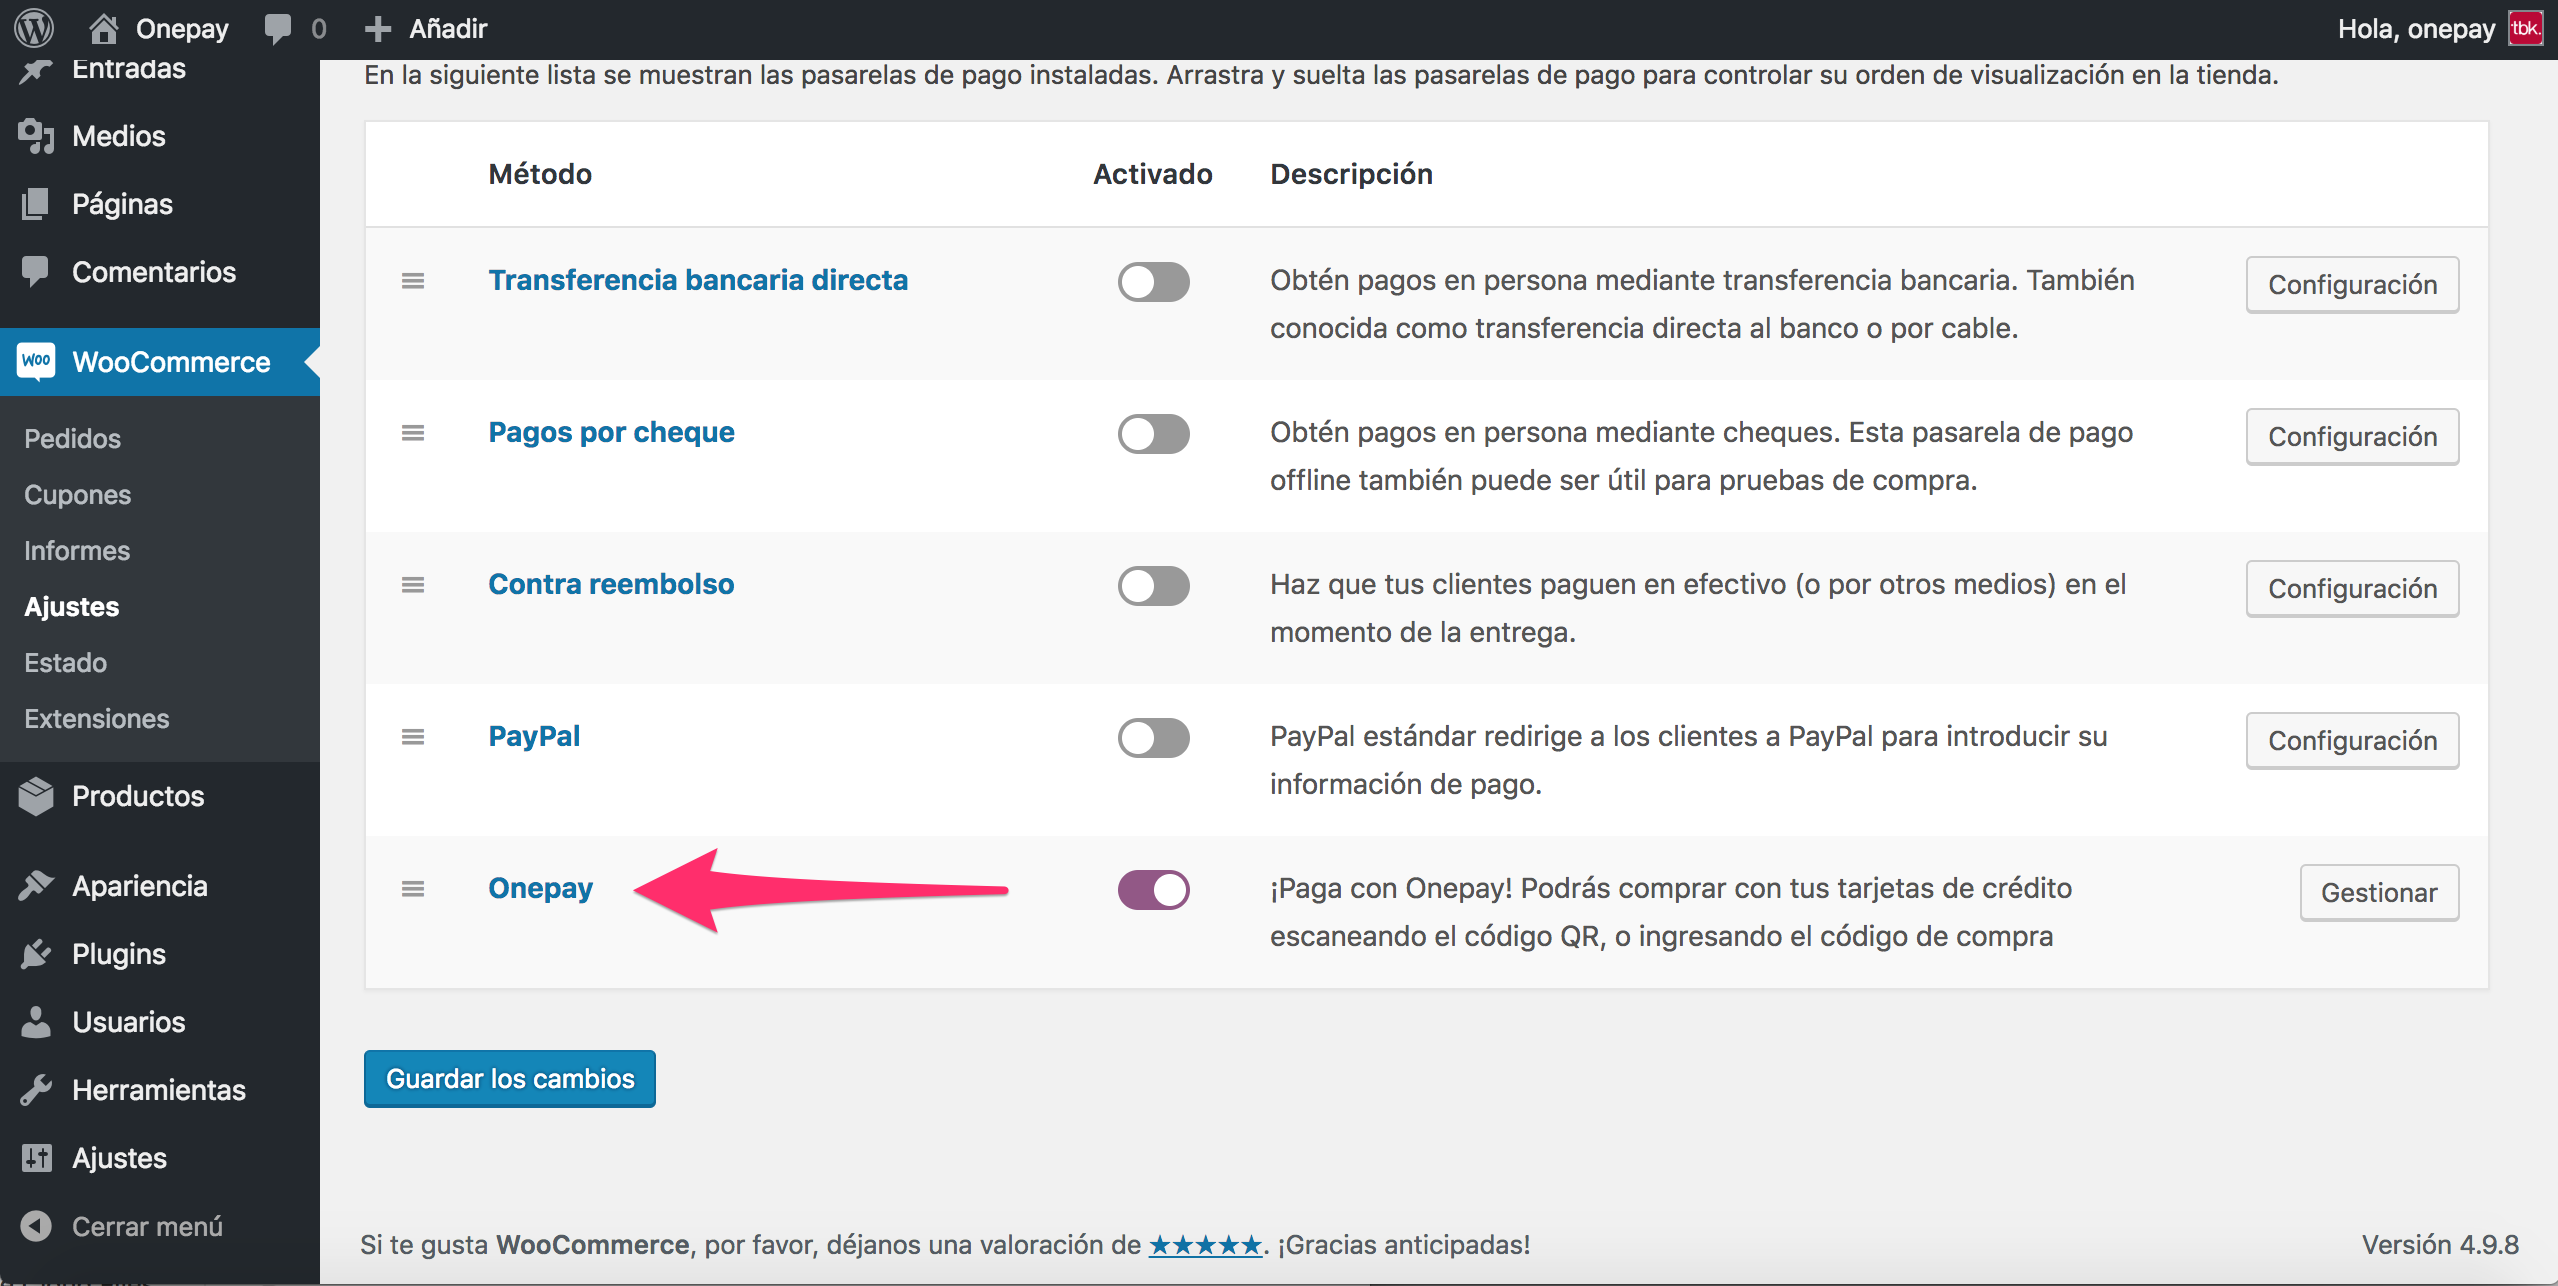 Onepay 0 Añadir Hola, onepay tbk.
Entradas
Medios
Páginas
Comentarios
Woo WooCommerce
Pedidos
Cupones
Informes
Ajustes
Estado
Extensiones
Productos
Apariencia
Plugins
Usuarios
Herramientas
Ajustes
Cerrar menú
En la siguiente lista se muestran las pasarelas de pago instaladas. Arrastra y suelta las pasarelas de pago para controlar su orden de visualización en la tienda.
Método Activado Descripción
Transferencia bancaria directa Obtén pagos en persona mediante transferencia bancaria. También Configuración
conocida como transferencia directa al banco o por cable.
Pagos por cheque Obtén pagos en persona mediante cheques. Esta pasarela de pago Configuración
offline también puede ser útil para pruebas de compra.
Contra reembolso Haz que tus clientes paguen en efectivo (o por otros medios) en el Configuración
momento de la entrega.
PayPal PayPal estándar redirige a los clientes a PayPal para introducir su Configuración
información de pago.
Onepay ¡Paga con Onepay! Podrás comprar con tus tarjetas de crédito Gestionar
escaneando el código QR, o ingresando el código de compra
Guardar los cambios
Si te gusta WooCommerce, por favor, déjanos una valoración de ★★★★★. ¡Gracias anticipadas! Versión 4.9.8